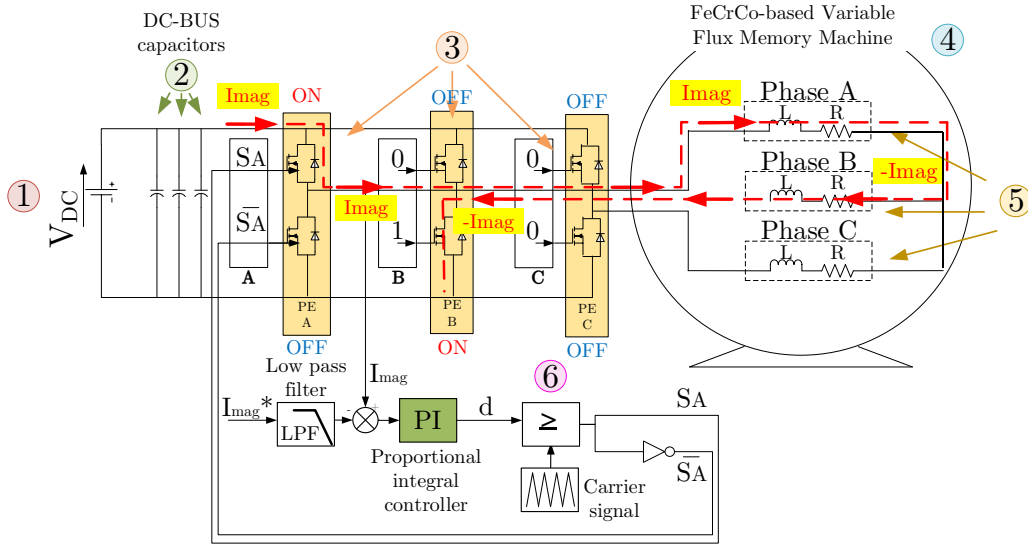 DC-BUS
capacitors
FeCrCo-based Variable
Flux Memory Machine
1
2
3
4
5
6
Imag
ON
OFF
OFF
Imag
Phase A
L
R
SA
0
0
Phase B
-Imag
L
R
VDC
+
-
Imag
-Imag
SA
1
0
Phase C
L
R
A
B
C
PE
A
PE
B
PE
C
OFF
ON
OFF
Low pass
filter
Imag
Imag*
LPF
-
+
PI
d
≥
SA
SA
Proportional
integral
controller
Carrier
signal